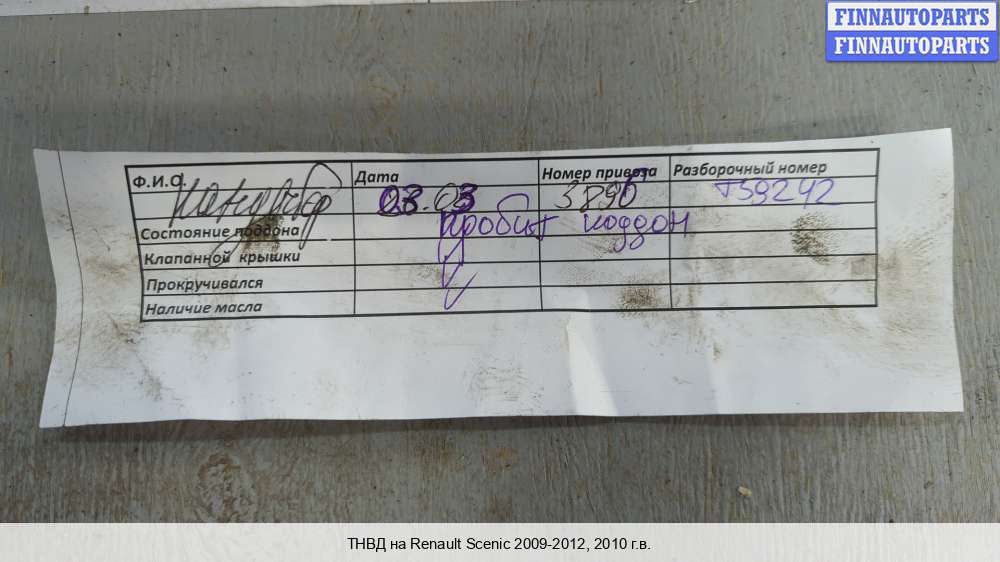 FINNAUTOPARTS
FINNAUTOPARTS
Ф.И.О. Дата Номер привоза Разборочный номер
03.03 3890 T39242
Состояние поддона пробит поддон
Клапанной крышки
Прокручивался
Наличие масла
ТНВД на Renault Scenic 2009-2012, 2010 г.в.